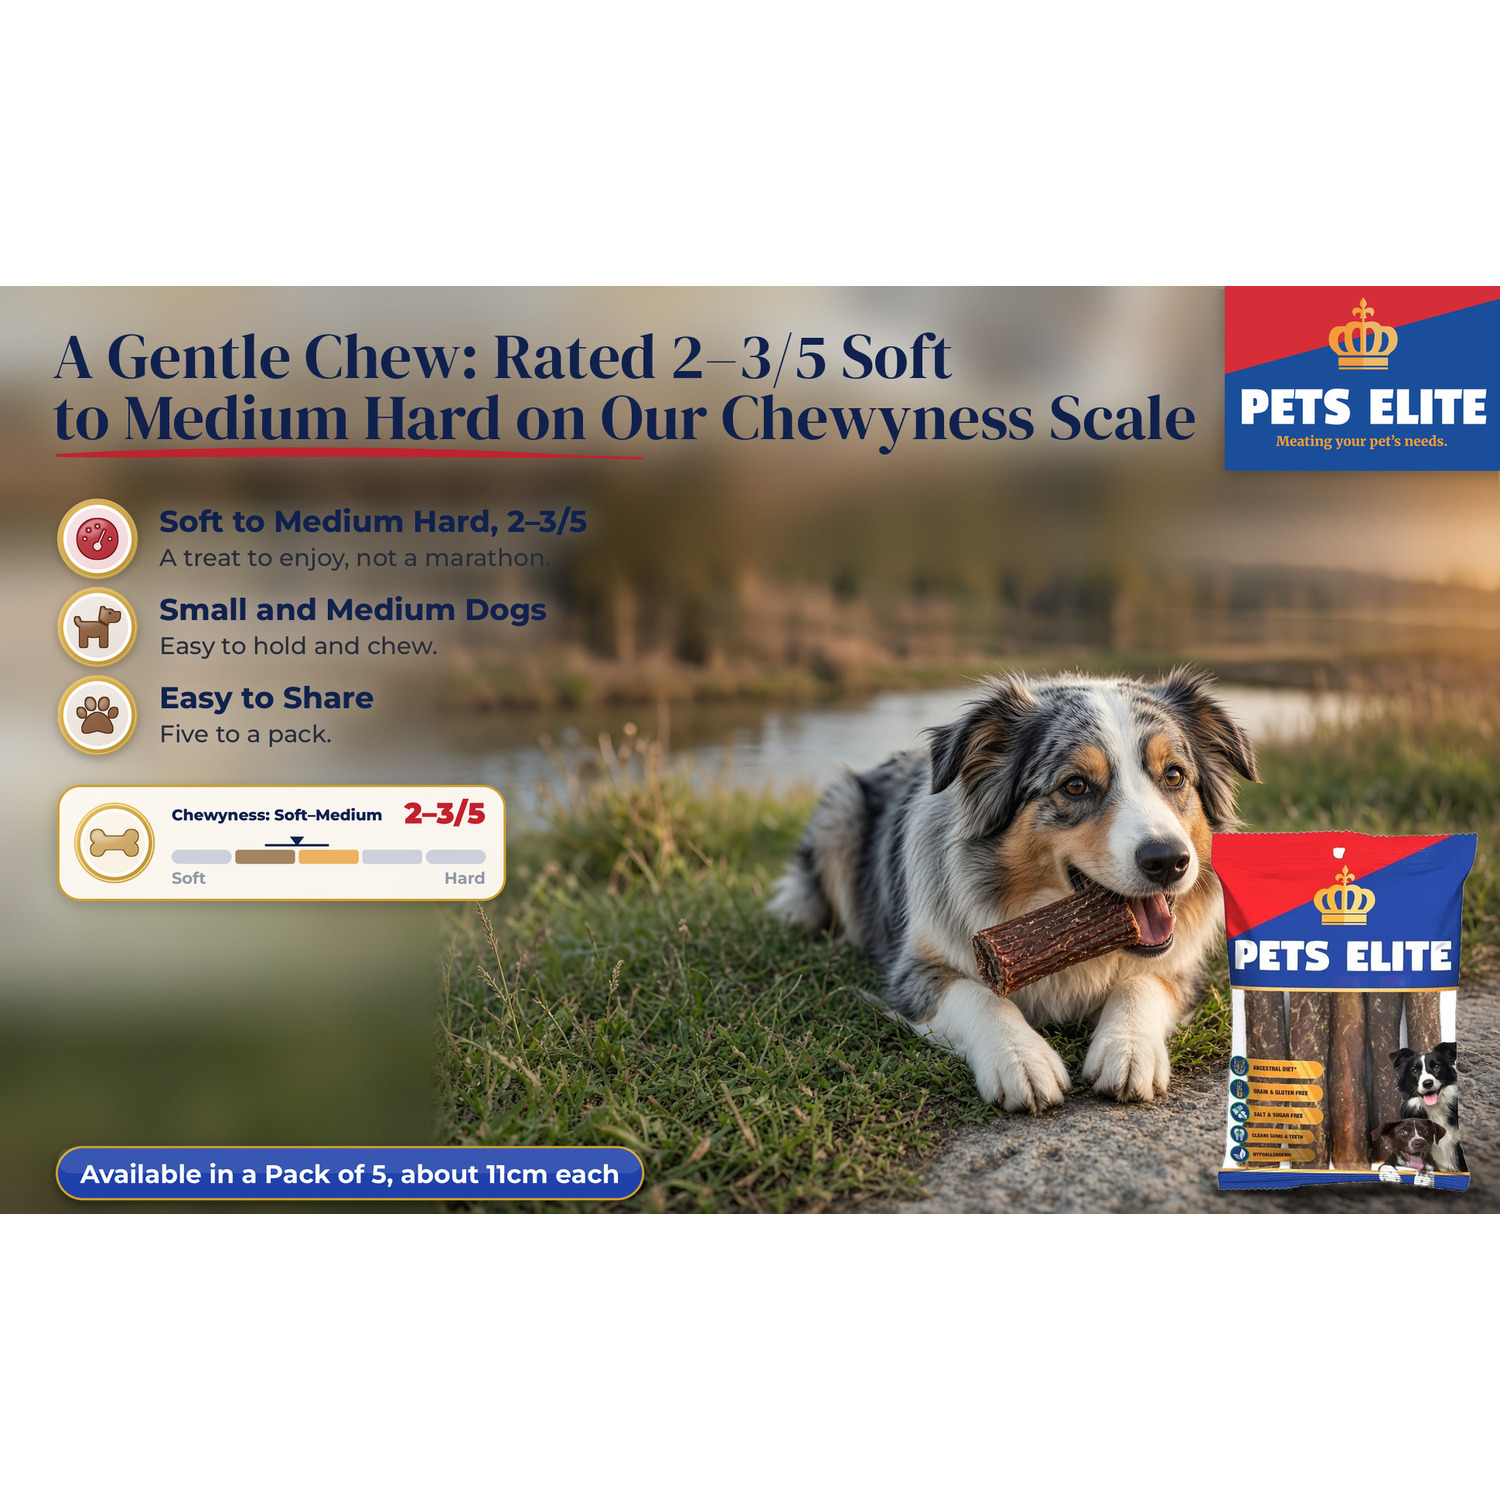 A Gentle Chew: Rated 2–3/5 Soft
to Medium Hard on Our Chewyness Scale
PETS ELITE
Meating your pet's needs.
Soft to Medium Hard, 2–3/5
A treat to enjoy, not a marathon.
Small and Medium Dogs
Easy to hold and chew.
Easy to Share
Five to a pack.
Chewyness: Soft–Medium 2–3/5
Soft Hard
PETS ELITE
ANCESTRAL DIET*
GRAIN & GLUTEN FREE
SALT & SUGAR FREE
CLEANS GUMS & TEETH
HYPOALLERGENIC
Available in a Pack of 5, about 11cm each